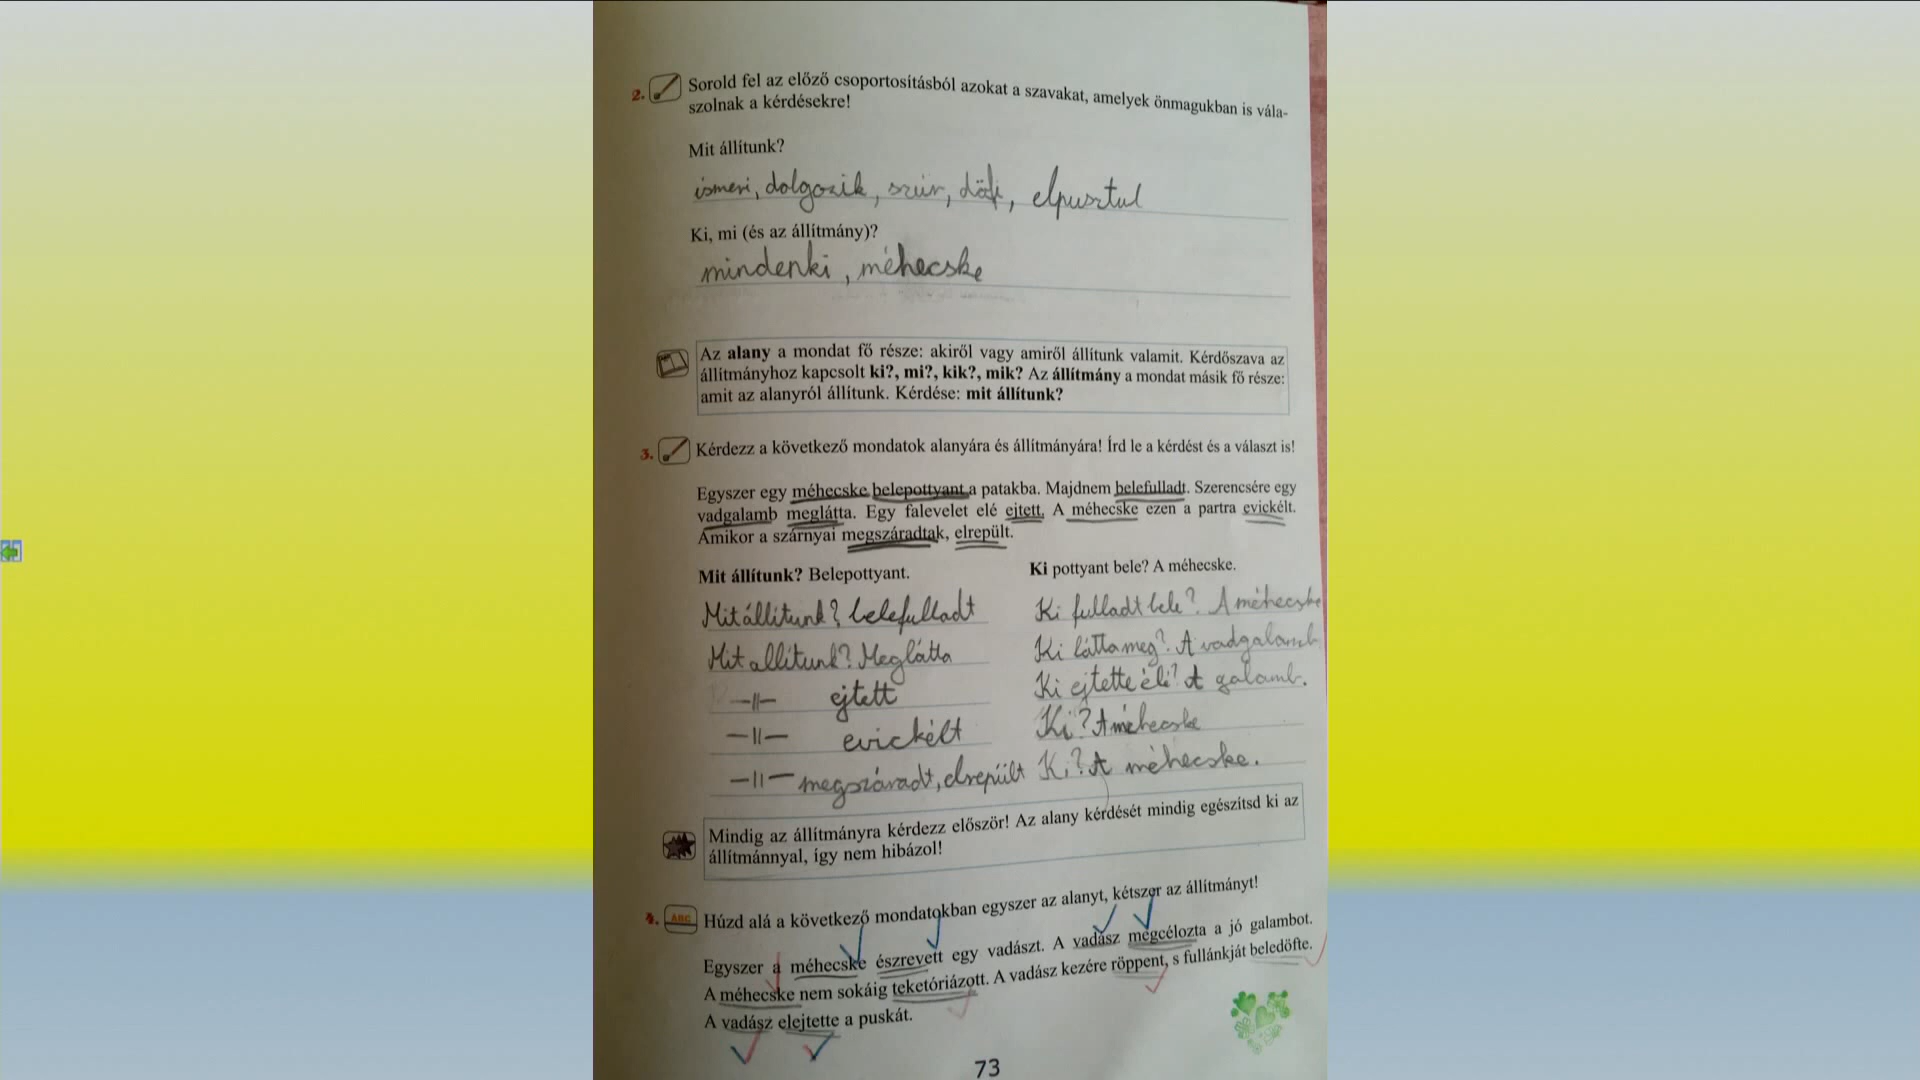 2. Sorold fel az előző csoportosításból azokat a szavakat, amelyek önmagukban is vála-
szolnak a kérdésekre!
Mit állítunk?
ismeri, dolgozik, szúr, döfi, elpusztul
Ki, mi (és az állítmány)?
mindenki, méhecske
Az alany a mondat fő része: akiről vagy amiről állítunk valamit. Kérdőszava az
állítmányhoz kapcsolt ki?, mi?, kik?, mik? Az állítmány a mondat másik fő része:
amit az alanyról állítunk. Kérdése: mit állítunk?
3. Kérdezz a következő mondatok alanyára és állítmányára! Írd le a kérdést és a választ is!
Egyszer egy méhecske belepottyant a patakba. Majdnem belefulladt. Szerencsére egy
vadgalamb meglátta. Egy falevelet elé ejtett. A méhecske ezen a partra evickélt.
Amikor a szárnyai megszáradtak, elrepült.
Mit állítunk? Belepottyant. Ki pottyant bele? A méhecske.
Mit állítunk? belefulladt Ki fulladt bele? A méhecske
Mit allítunk? Meglátta Ki látta meg? A vadgalamb
—||— ejtett Ki ejtette elé? A galamb.
—||— evickélt Ki? A méhecske
—||— megszáradt, elrepült Ki? A méhecske.
Mindig az állítmányra kérdezz először! Az alany kérdését mindig egészítsd ki az
állítmánnyal, így nem hibázol!
4. ABC Húzd alá a következő mondatokban egyszer az alanyt, kétszer az állítmányt!
Egyszer a méhecske észrevett egy vadászt. A vadász megcélozta a jó galambot.
A méhecske nem sokáig teketóriázott. A vadász kezére röppent, s fullánkját beledöfte.
A vadász elejtette a puskát.
73